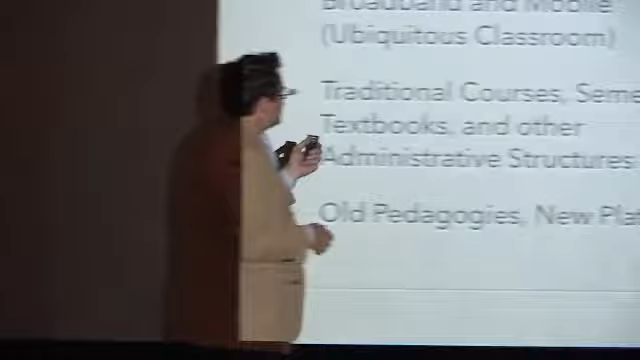 Broadband and Mobile
(Ubiquitous Classroom)
Traditional Courses,
Textbooks, and other
Administrative Structures
Old Pedagogies, New